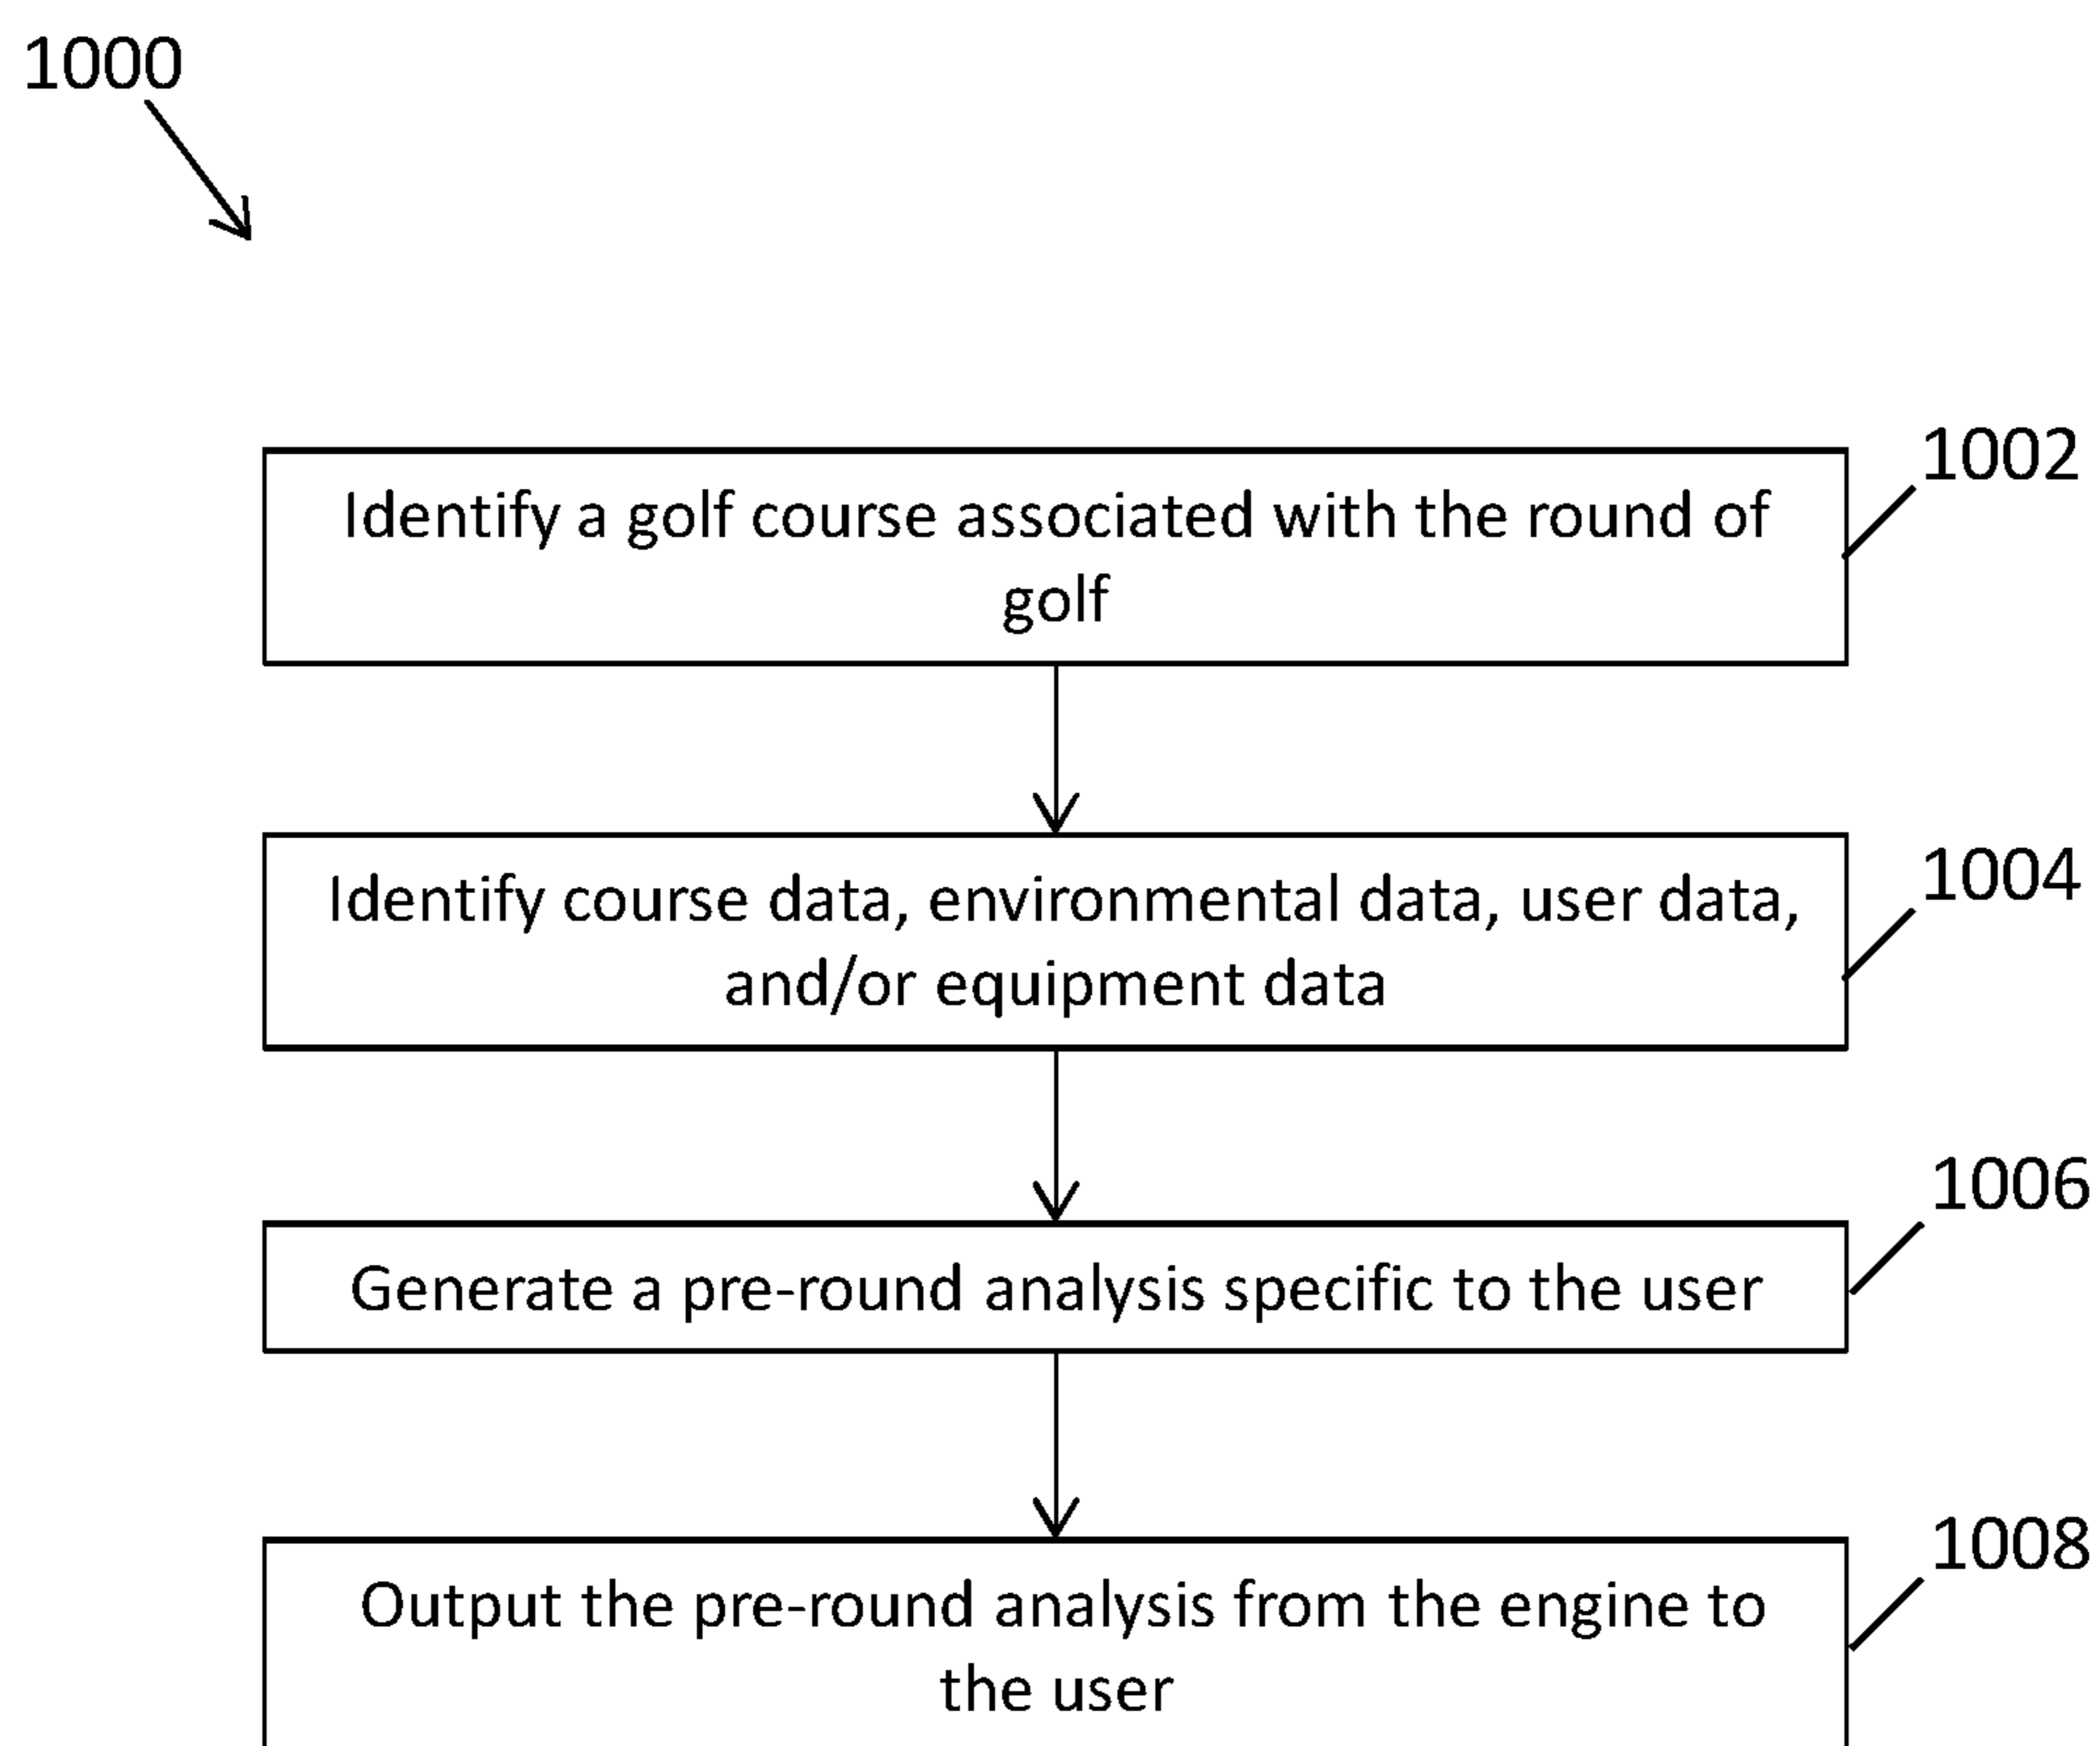 1000
1002
Identify a golf course associated with the round of
golf
1004
Identify course data, environmental data, user data,
and/or equipment data
1006
Generate a pre-round analysis specific to the user
1008
Output the pre-round analysis from the engine to
the user